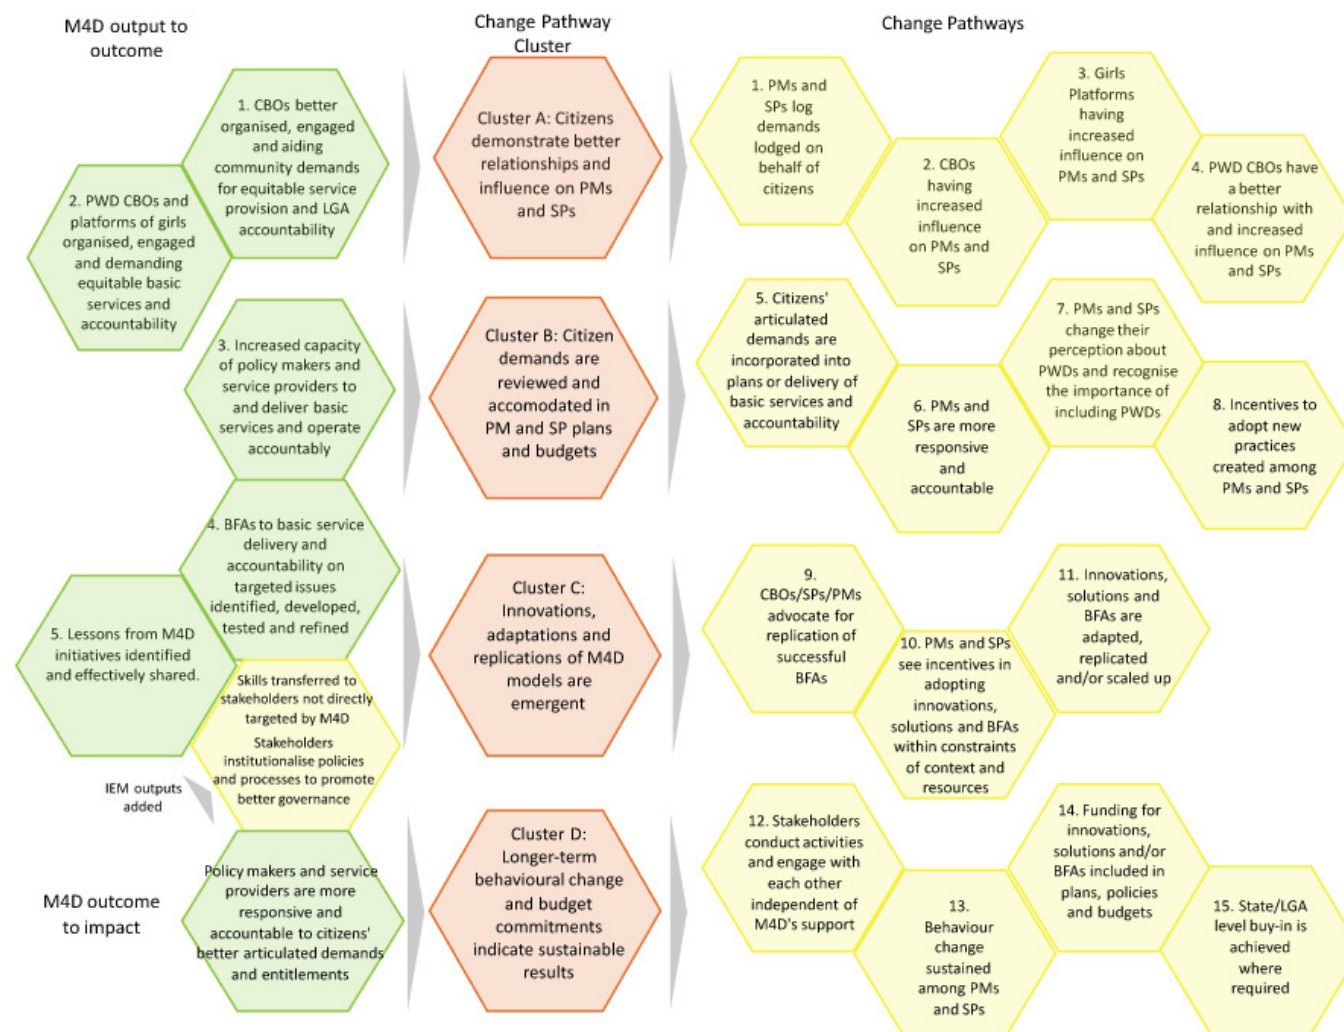 M4D output to
outcome
Change Pathway
Cluster
Change Pathways
1. CBOs better
organised, engaged
and aiding
community demands
for equitable service
provision and LGA
accountability
2. PWD CBOs and
platforms of girls
organised, engaged
and demanding
equitable basic
services and
accountability
3. Increased capacity
of policy makers and
service providers to
and deliver basic
services and operate
accountably
4. BFAs to basic service
delivery and
accountability on
targeted issues
identified, developed,
tested and refined
5. Lessons from M4D
initiatives identified
and effectively shared.
Skills transferred to
stakeholders not directly
targeted by M4D
Stakeholders
institutionalise policies
and processes to promote
better governance
IEM outputs
added
M4D outcome
to impact
Policy makers and service
providers are more
responsive and
accountable to citizens'
better articulated demands
and entitlements
Cluster A: Citizens
demonstrate better
relationships and
influence on PMs
and SPs
Cluster B: Citizen
demands are
reviewed and
accomodated in
PM and SP plans
and budgets
Cluster C:
Innovations,
adaptations and
replications of M4D
models are
emergent
Cluster D:
Longer-term
behavioural change
and budget
commitments
indicate sustainable
results
1. PMs and
SPs log
demands
lodged on
behalf of
citizens
2. CBOs
having
increased
influence
on PMs and
SPs
3. Girls
Platforms
having
increased
influence on
PMs and SPs
4. PWD CBOs have
a better
relationship with
and increased
influence on PMs
and SPs
5. Citizens'
articulated
demands are
incorporated into
plans or delivery of
basic services and
accountability
6. PMs and
SPs are more
responsive
and
accountable
7. PMs and SPs
change their
perception about
PWDs and recognise
the importance of
including PWDs
8. Incentives to
adopt new
practices
created among
PMs and SPs
9.
CBOs/SPs/PMs
advocate for
replication of
successful
BFAs
10. PMs and SPs
see incentives in
adopting
innovations,
solutions and BFAs
within constraints
of context and
resources
11. Innovations,
solutions and
BFAs are
adapted,
replicated
and/or scaled up
12. Stakeholders
conduct activities
and engage with
each other
independent of
M4D's support
13.
Behaviour
change
sustained
among PMs
and SPs
14. Funding for
innovations,
solutions and/or
BFAs included in
plans, policies
and budgets
15. State/LGA
level buy-in is
achieved
where
required